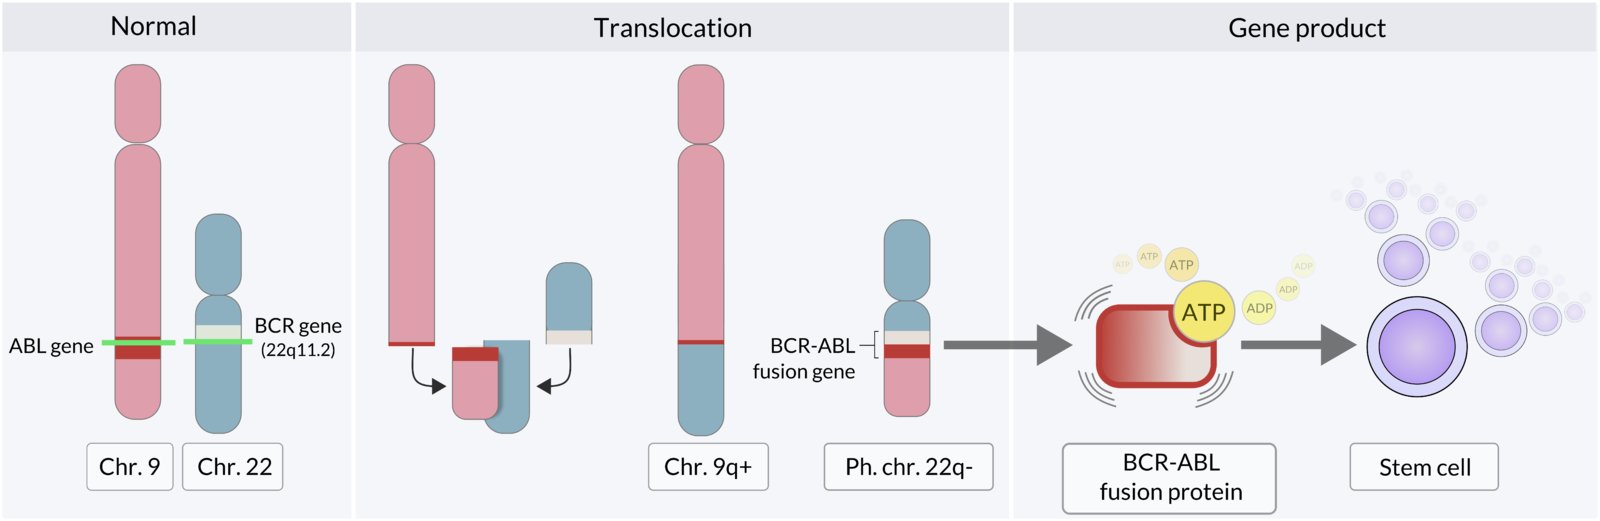 Normal
Translocation
Gene product
ABL gene
BCR gene
(22q11.2)
Chr. 9
Chr. 22
BCR-ABL
fusion gene
Chr. 9q+
Ph. chr. 22q-
ATP
ATP
ATP
ATP
ADP
ADP
ADP
BCR-ABL
fusion protein
Stem cell